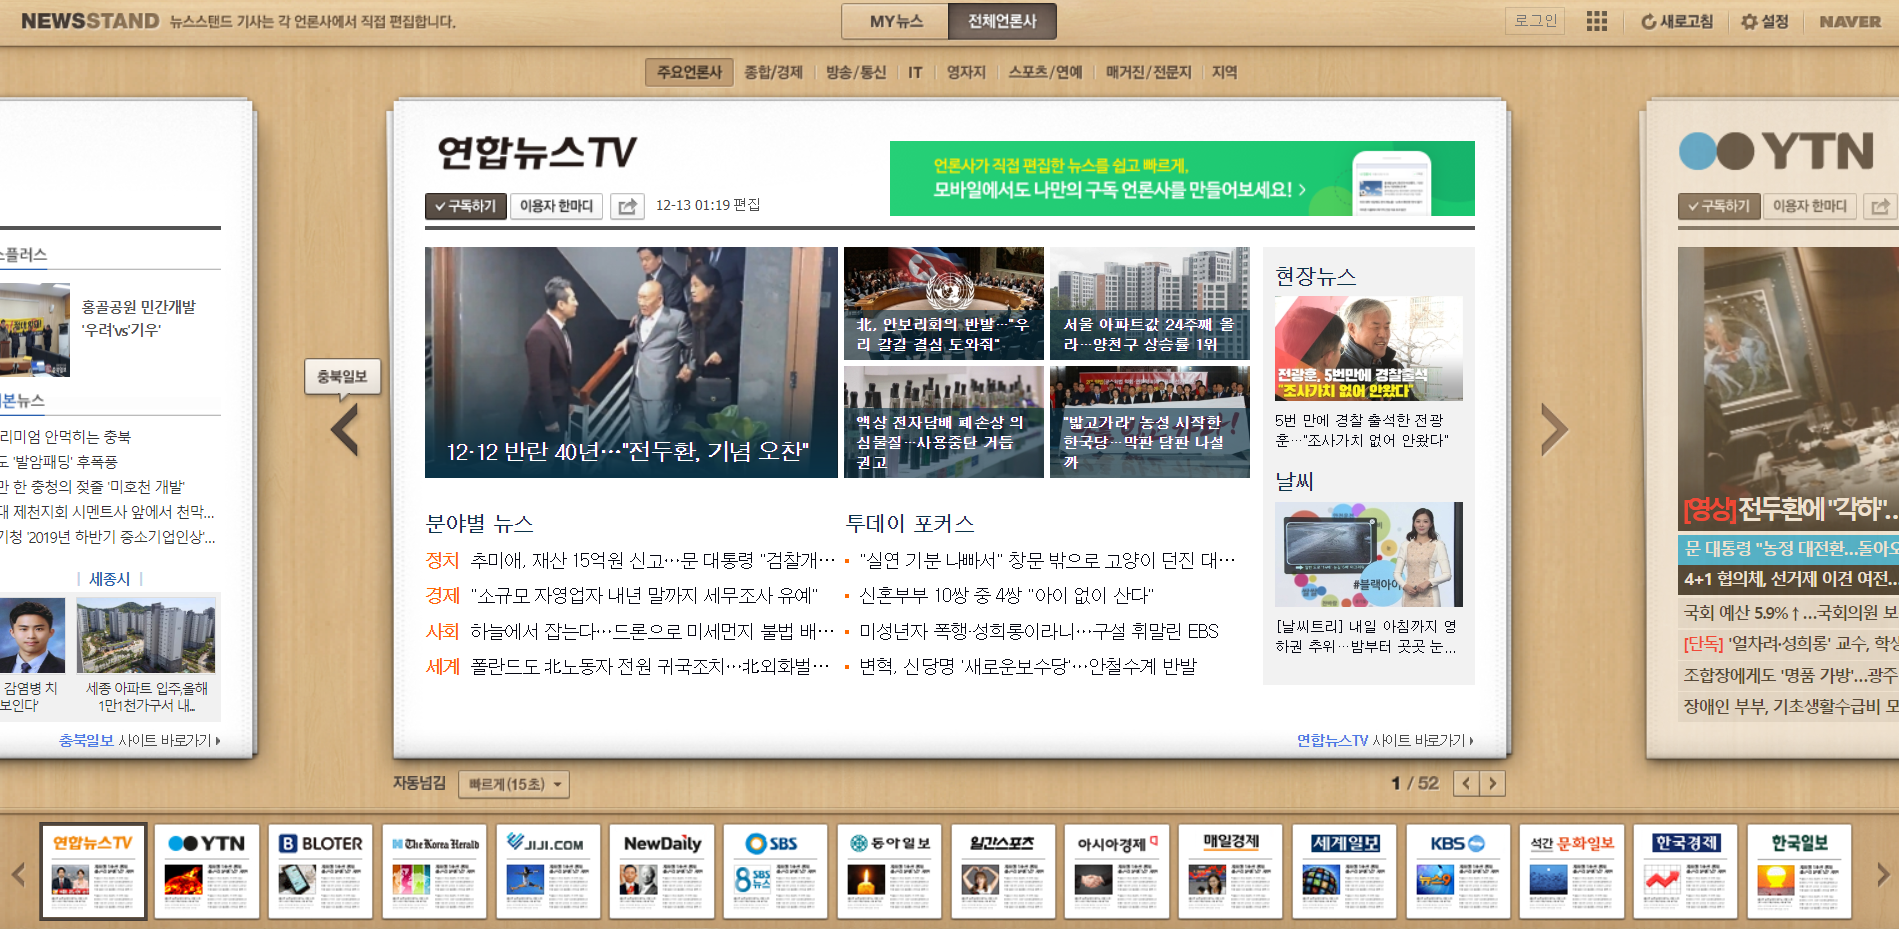 NEWSSTAND 뉴스스탠드 기사는 각 언론사에서 직접 편집합니다.
MY뉴스 전체언론사
로그인 새로고침 설정 NAVER
주요언론사 종합/경제 방송/통신 IT 영자지 스포츠/연예 매거진/전문지 지역
스플러스
홍골공원 민간개발
'우려'vs'기우'
본뉴스
리미엄 안먹히는 충북
도 '발암패딩' 후폭풍
만 한 충청의 젖줄 '미호천 개발'
대 제천지회 시멘트사 앞에서 천막...
기청 '2019년 하반기 중소기업인상'...
세종시
감염병 치
보인다'
세종 아파트 입주,올해
1만1천가구서 내...
충북일보 사이트 바로가기
충북일보
연합뉴스TV
구독하기 이용자 한마디 12-13 01:19 편집
언론사가 직접 편집한 뉴스를 쉽고 빠르게,
모바일에서도 나만의 구독 언론사를 만들어보세요! >
12·12 반란 40년…"전두환, 기념 오찬"
北, 안보리회의 반발…"우
리 갈길 결심 도와줘"
서울 아파트값 24주째 올
라…양천구 상승률 1위
액상 전자담배 폐손상 의
심물질…사용중단 거듭
권고
"밟고가라" 농성 시작한
한국당…막판 담판 나설
까
현장뉴스
전광훈, 5번만에 경찰출석
"조사가치 없어 안왔다"
5번 만에 경찰 출석한 전광
훈…"조사가치 없어 안왔다"
날씨
#블랙아이
[날씨트리] 내일 아침까지 영
하권 추위…밤부터 곳곳 눈...
분야별 뉴스
정치 추미애, 재산 15억원 신고…문 대통령 "검찰개…
경제 "소규모 자영업자 내년 말까지 세무조사 유예"
사회 하늘에서 잡는다…드론으로 미세먼지 불법 배…
세계 폴란드도 北노동자 전원 귀국조치…北외화벌…
투데이 포커스
"실연 기분 나빠서" 창문 밖으로 고양이 던진 대…
신혼부부 10쌍 중 4쌍 "아이 없이 산다"
미성년자 폭행·성희롱이라니…구설 휘말린 EBS
변혁, 신당명 '새로운보수당'…안철수계 반발
연합뉴스TV 사이트 바로가기
YTN
구독하기 이용자 한마디
[영상] 전두환에 "각하"...
문 대통령 "농정 대전환...돌아오
4+1 협의체, 선거제 이견 여전...
국회 예산 5.9%↑...국회의원 보
[단독] '얼차려·성희롱' 교수, 학생
조합장에게도 '명품 가방'...광주
장애인 부부, 기초생활수급비 모
자동넘김 빠르게(15초)
1 / 52
연합뉴스TV YTN BLOTER The Korea Herald JIJI.COM NewDaily SBS 동아일보 일간스포츠 아시아경제 매일경제 세계일보 KBS 석간 문화일보 한국경제 한국일보
8 SBS 뉴스
뉴스9